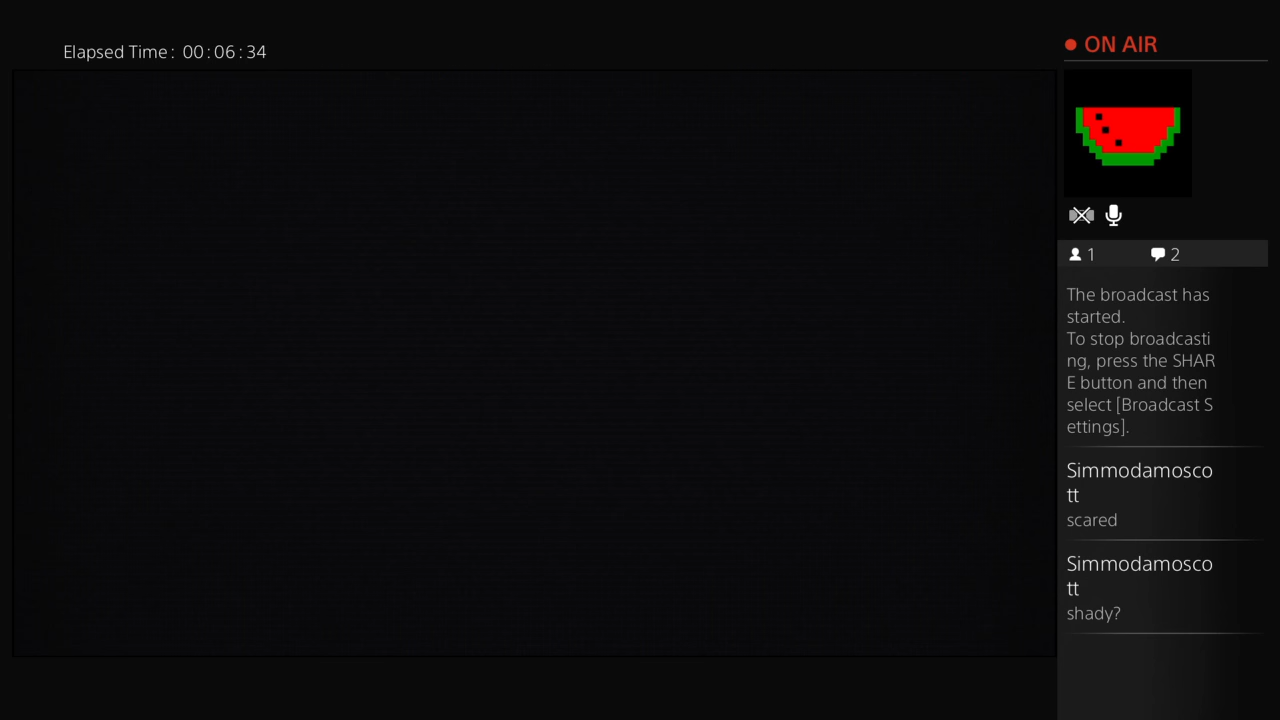 Elapsed Time: 00:06:34
ON AIR
1
2
The broadcast has
started.
To stop broadcasti
ng, press the SHAR
E button and then
select [Broadcast S
ettings].
Simmodamosco
tt
scared
Simmodamosco
tt
shady?